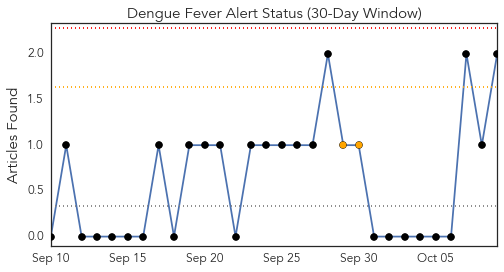 Dengue Fever Alert Status (30-Day Window)
Articles Found
2.0
1.5
1.0
0.5
0.0
Sep 10 Sep 15 Sep 20 Sep 25 Sep 30 Oct 05